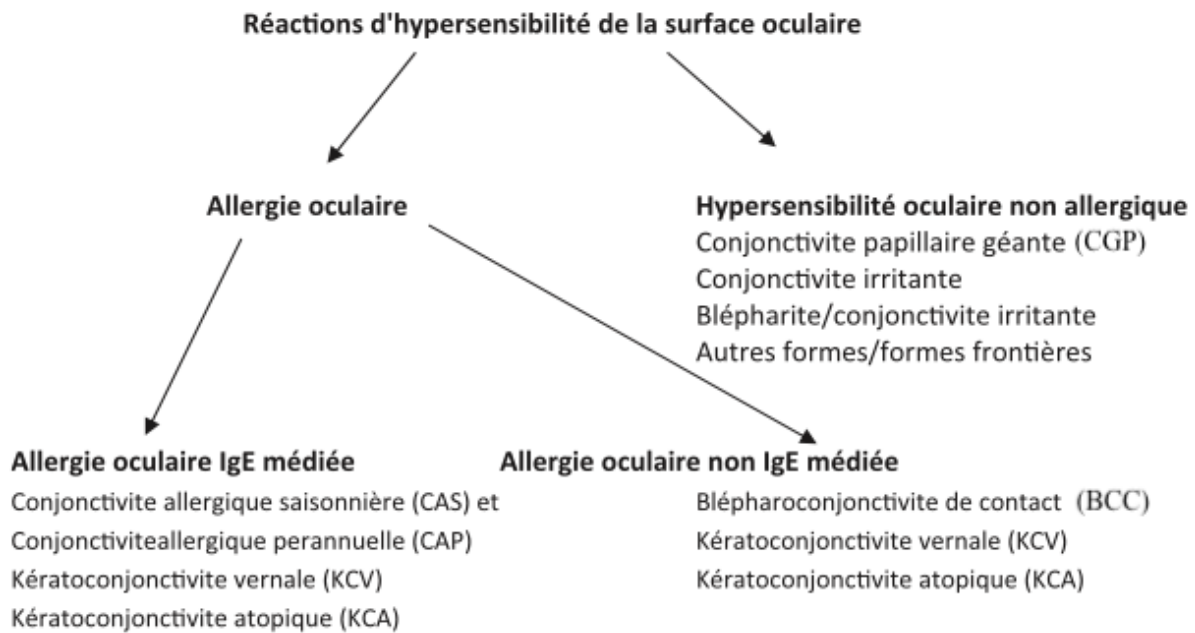 Réactions d'hypersensibilité de la surface oculaire
Allergie oculaire
Hypersensibilité oculaire non allergique
Conjonctivite papillaire géante (CGP)
Conjonctivite irritante
Blépharite/conjonctivite irritante
Autres formes/formes frontières
Allergie oculaire IgE médiée
Conjonctivite allergique saisonnière (CAS) et
Conjonctiviteallergique perannuelle (CAP)
Kératoconjonctivite vernale (KCV)
Kératoconjonctivite atopique (KCA)
Allergie oculaire non IgE médiée
Blépharoconjonctivite de contact (BCC)
Kératoconjonctivite vernale (KCV)
Kératoconjonctivite atopique (KCA)